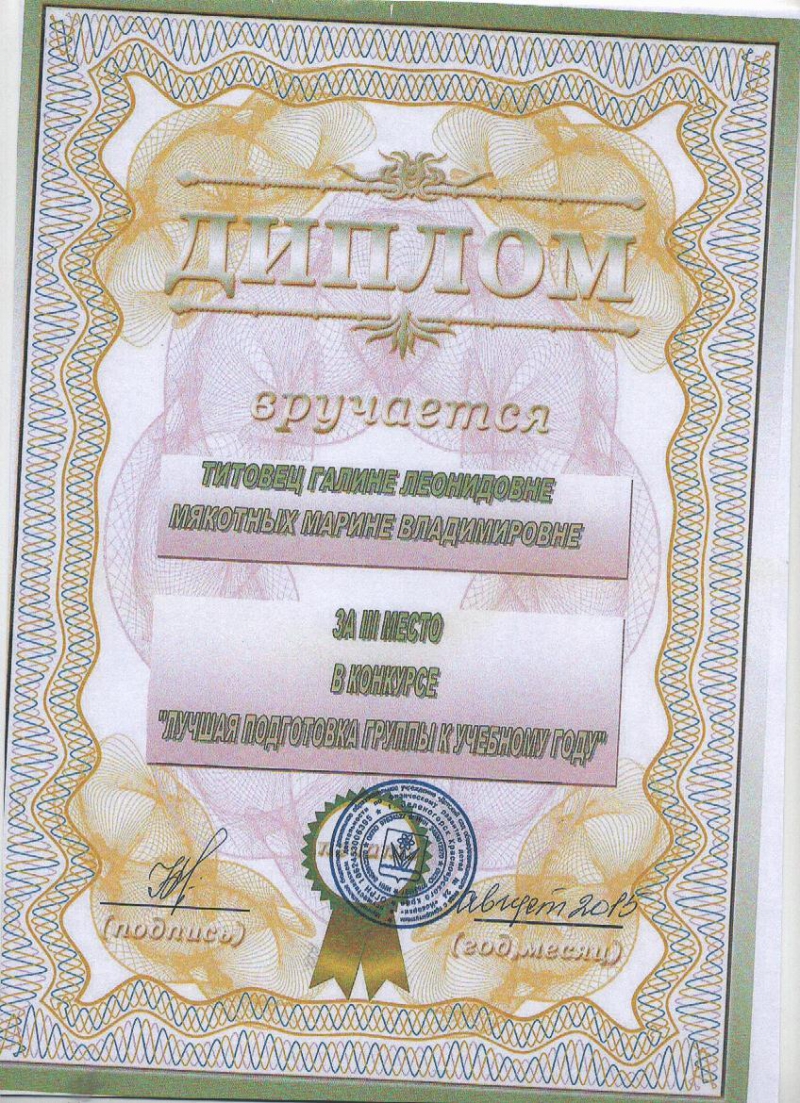 ДИПЛОМ
вручается
ТИТОВЕЦ ГАЛИНЕ ЛЕОНИДОВНЕ
МЯКОТНЫХ МАРИНЕ ВЛАДИМИРОВНЕ
ЗА III МЕСТО
В КОНКУРСЕ
"ЛУЧШАЯ ПОДГОТОВКА ГРУППЫ К УЧЕБНОМУ ГОДУ"
август 2015
(подпись)
(год,месяц)